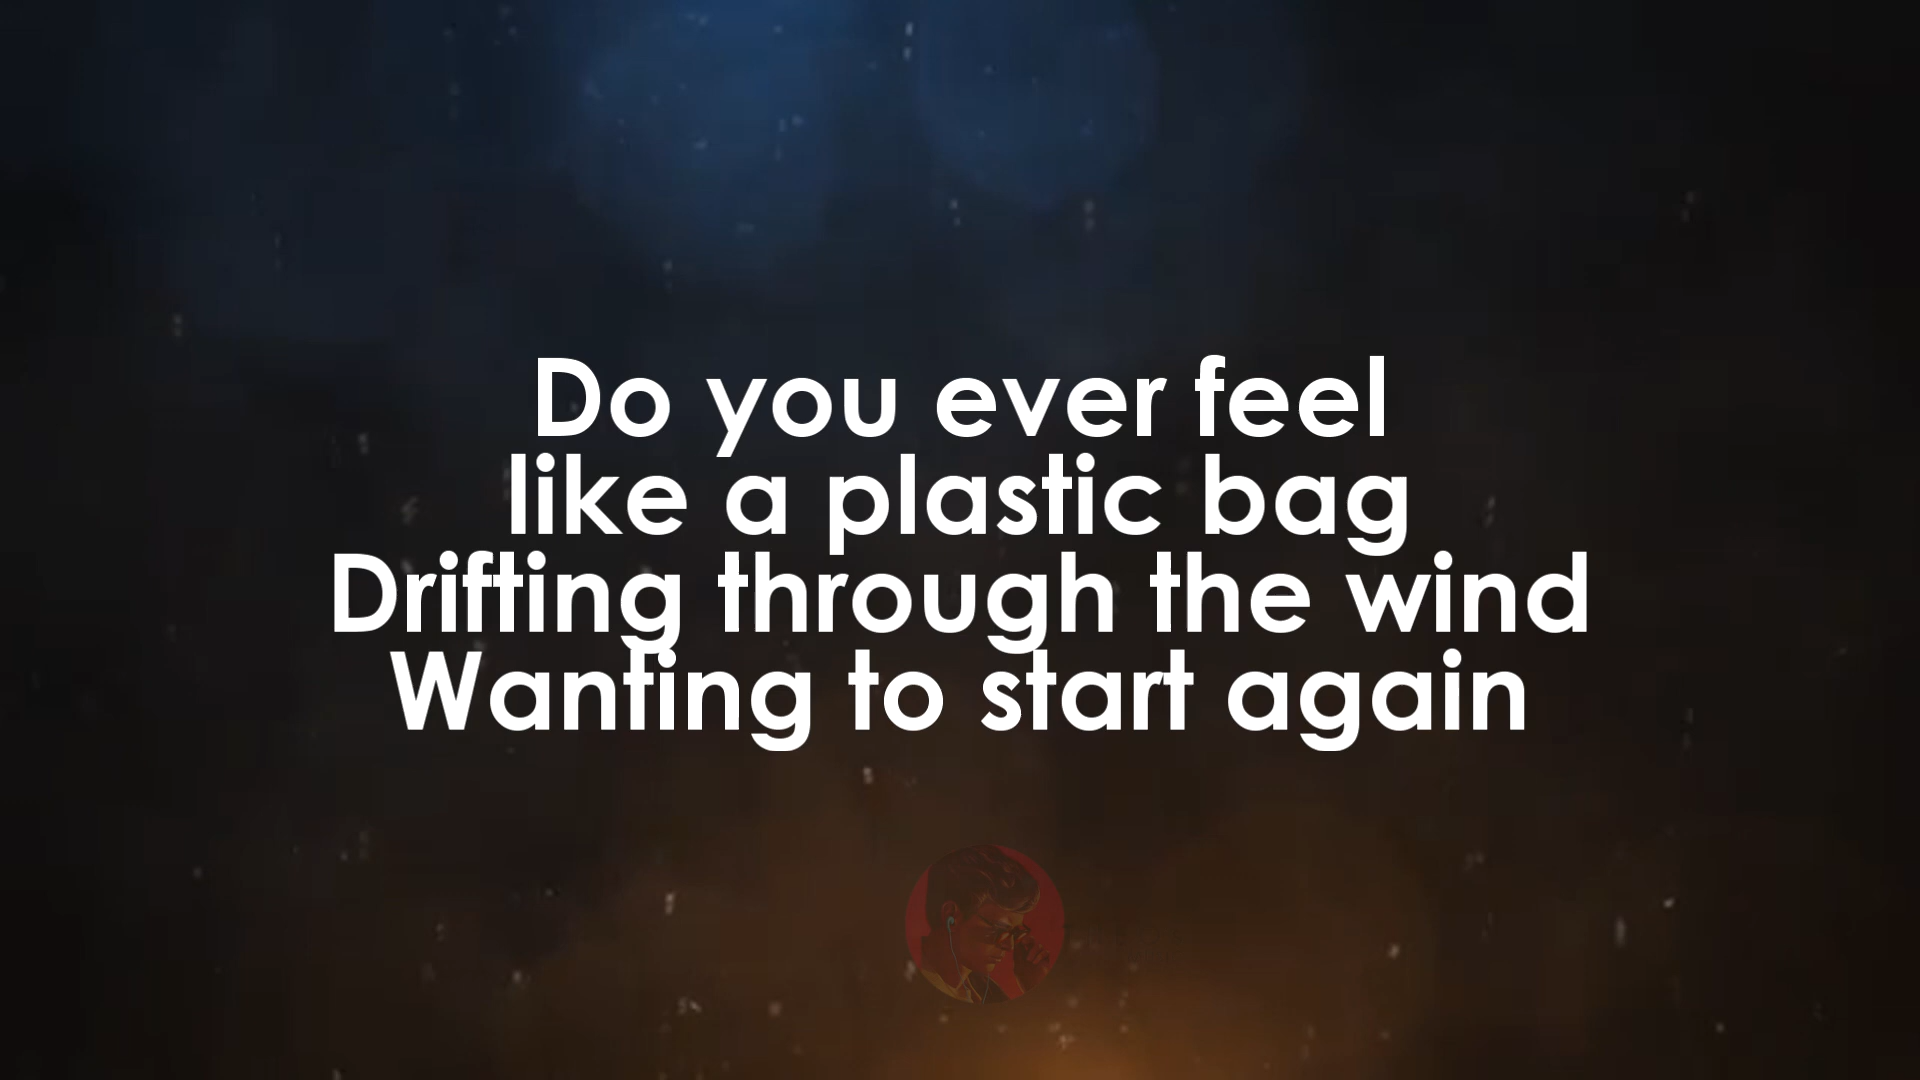 Do you ever feel
like a plastic bag
Drifting through the wind
Wanting to start again